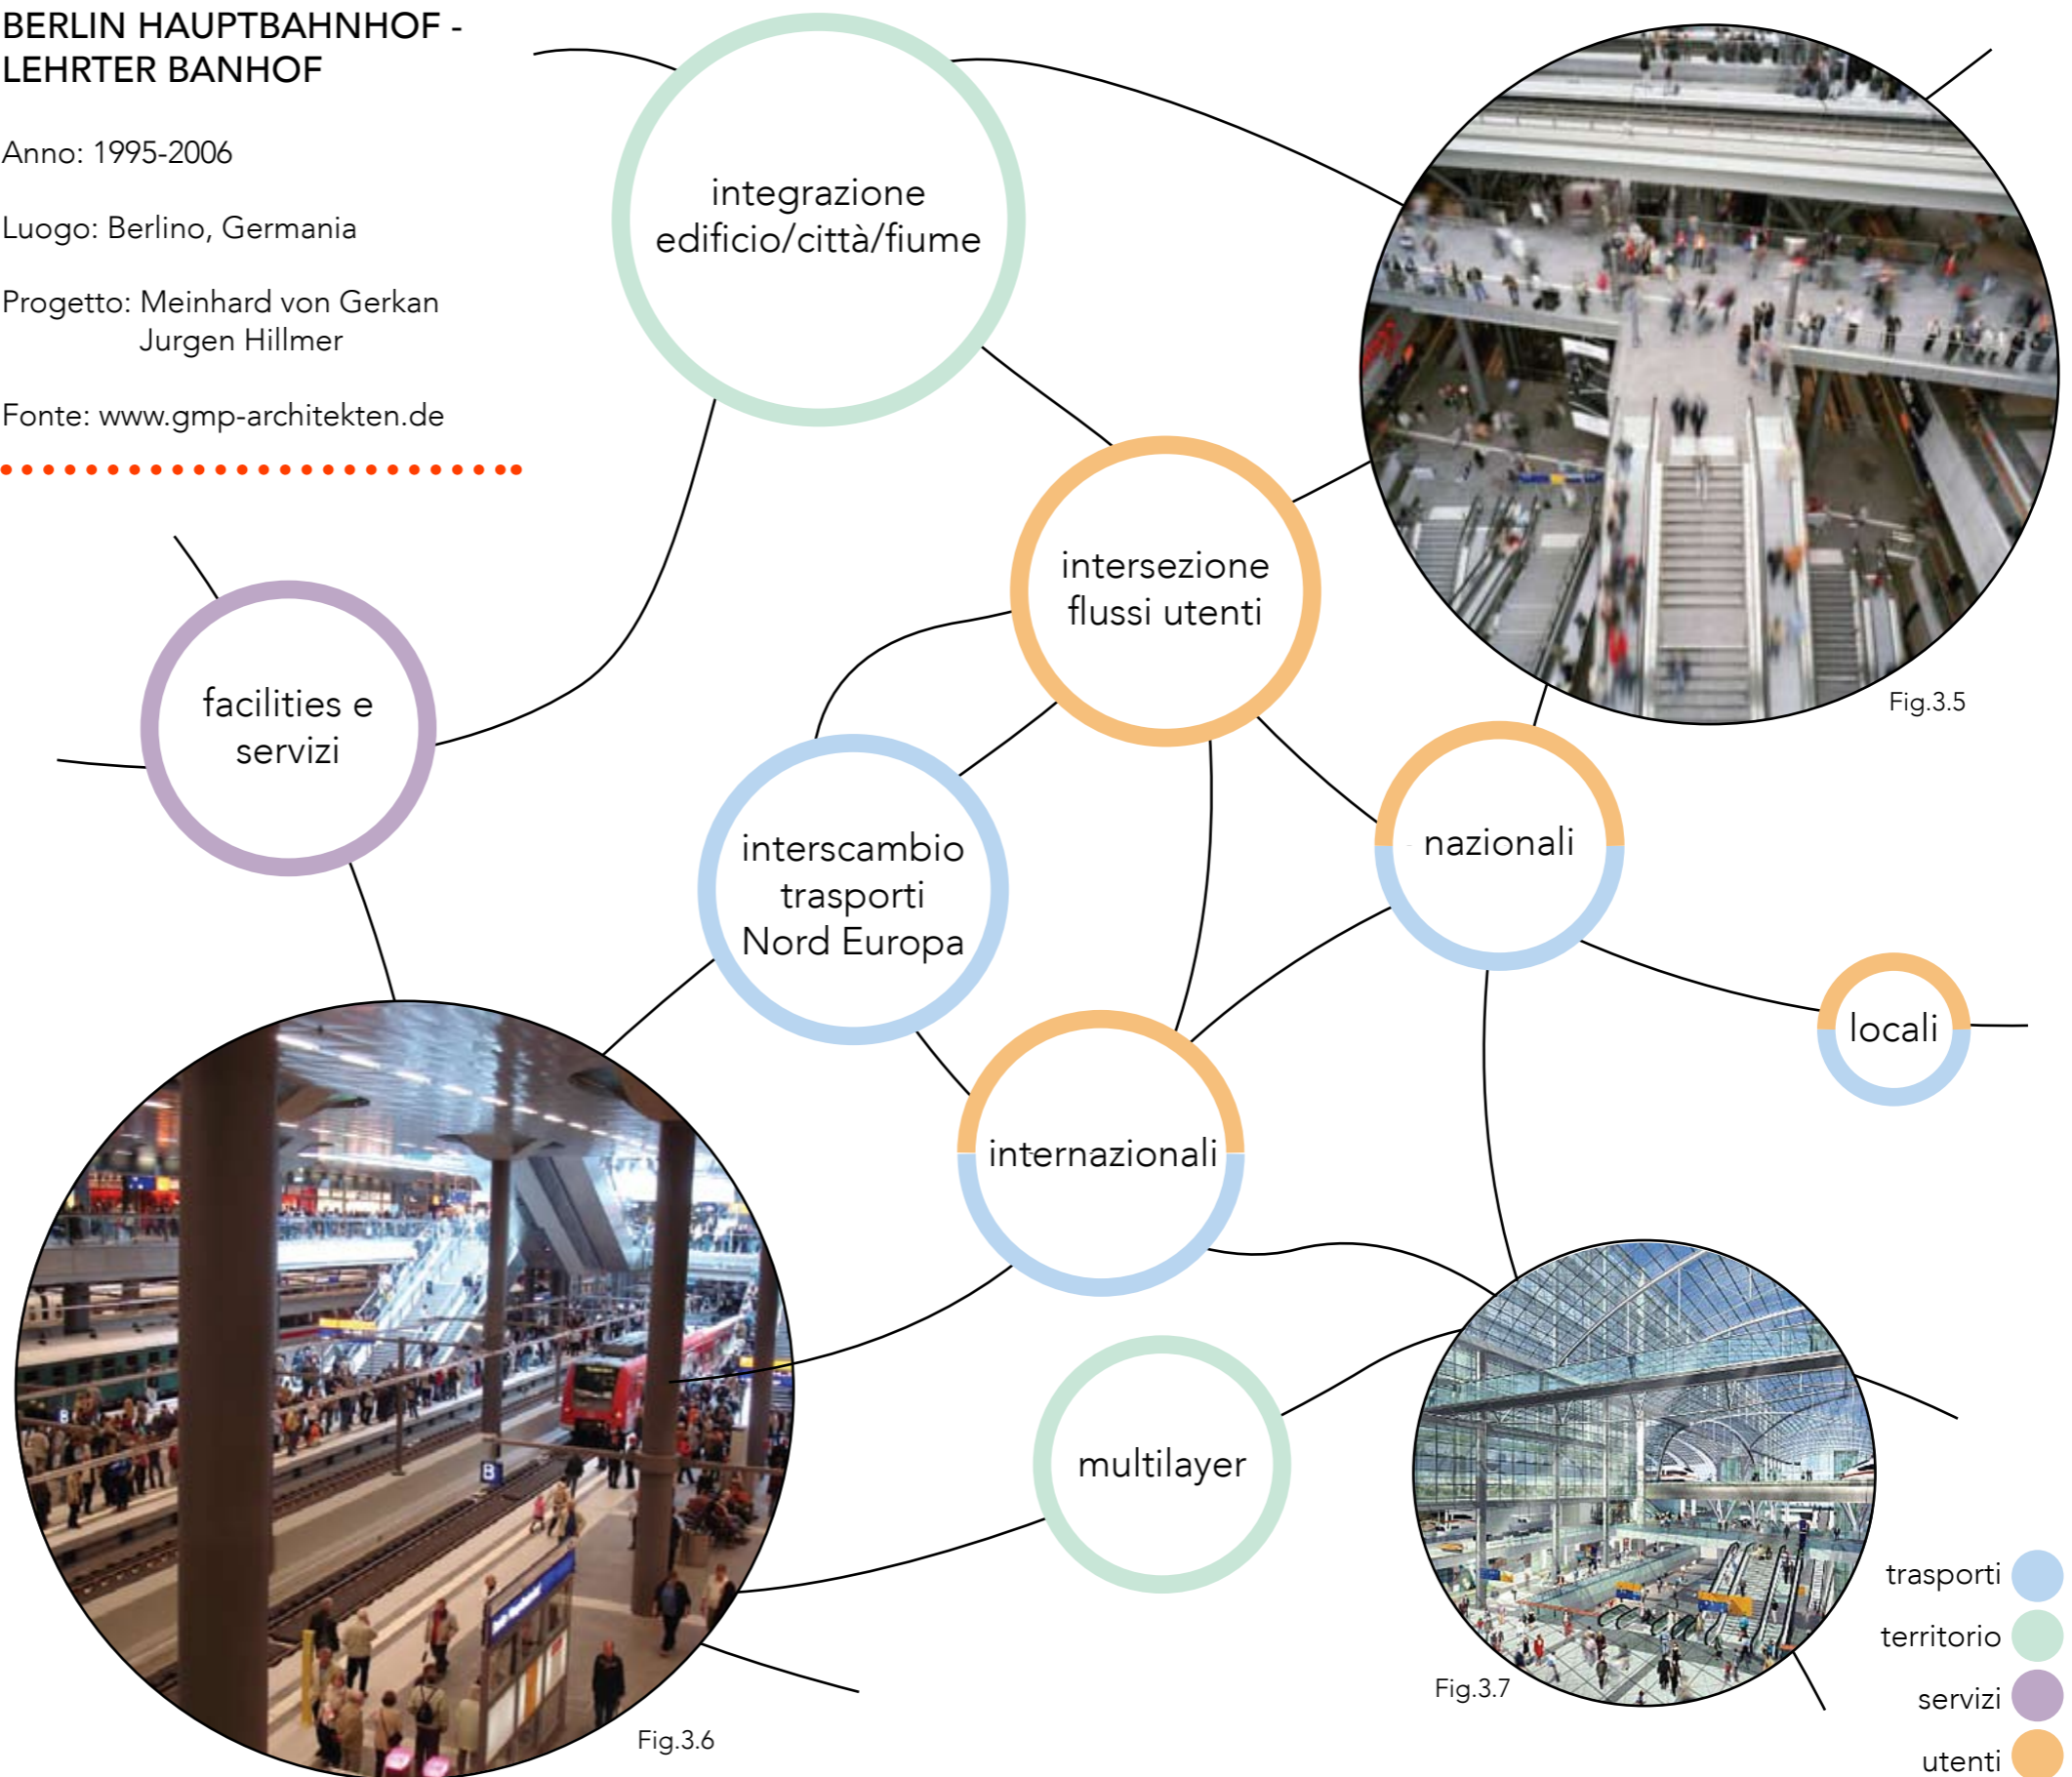 BERLIN HAUPTBAHNHOF -
LEHRTER BANHOF
Anno: 1995-2006
Luogo: Berlino, Germania
Progetto: Meinhard von Gerkan
Jurgen Hillmer
Fonte: www.gmp-architekten.de
integrazione
edificio/città/fiume
Fig.3.5
intersezione
flussi utenti
facilities e
servizi
interscambio
trasporti
Nord Europa
nazionali
locali
internazionali
multilayer
B
Fig.3.6
Fig.3.7
trasporti
territorio
servizi
utenti